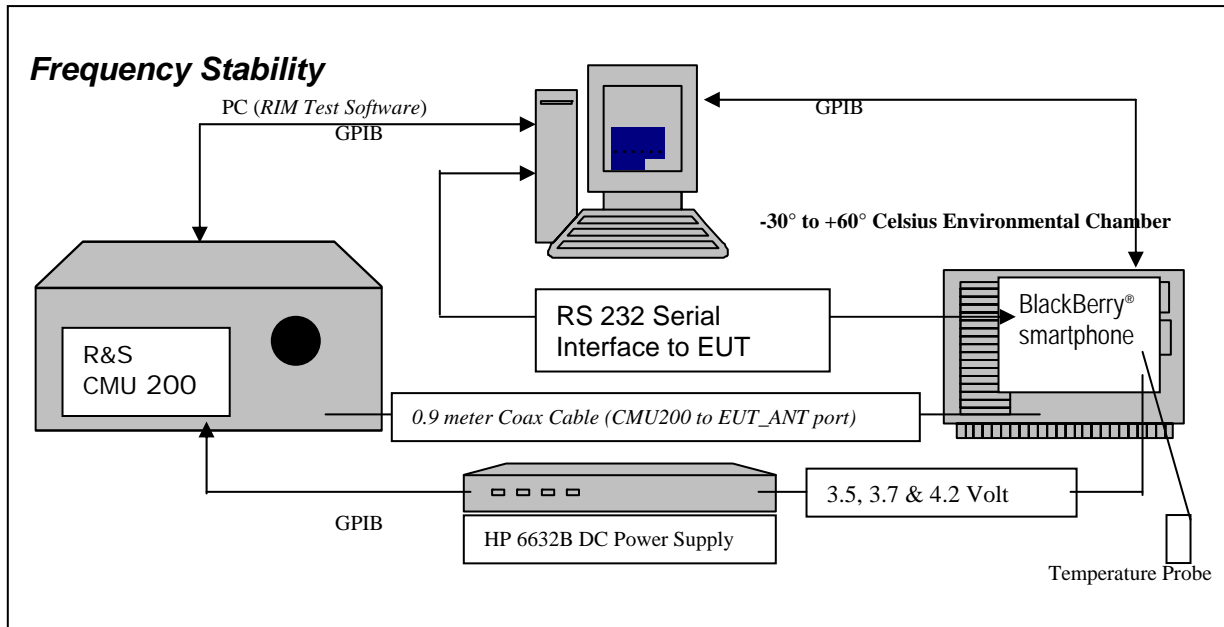 Frequency Stability
PC (RIM Test Software)
GPIB
GPIB
-30° to +60° Celsius Environmental Chamber
RS 232 Serial
Interface to EUT
BlackBerry®
smartphone
R&S
CMU 200
0.9 meter Coax Cable (CMU200 to EUT_ANT port)
3.5, 3.7 & 4.2 Volt
GPIB
HP 6632B DC Power Supply
Temperature Probe